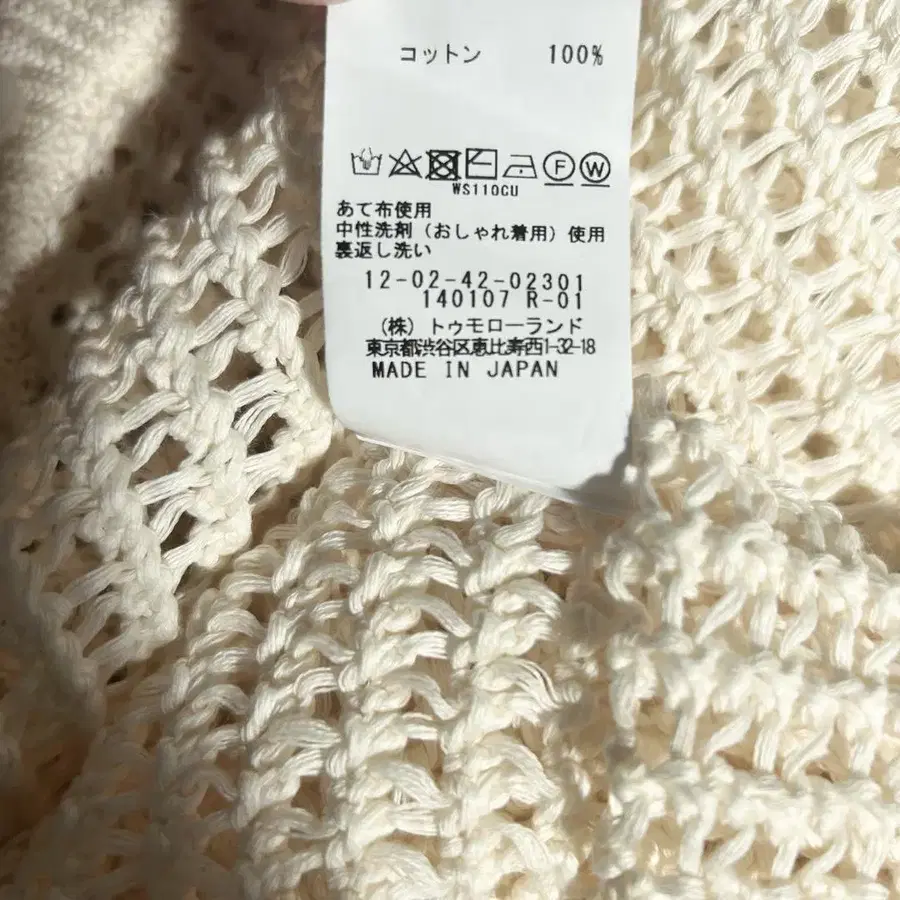 コットン 100%
F W
WS110CU
あて布使用
中性洗剤（おしゃれ着用）使用
裏返し洗い
12-02-42-02301
140107 R-01
（株）トゥモローランド
東京都渋谷区恵比寿西1-32-18
MADE IN JAPAN